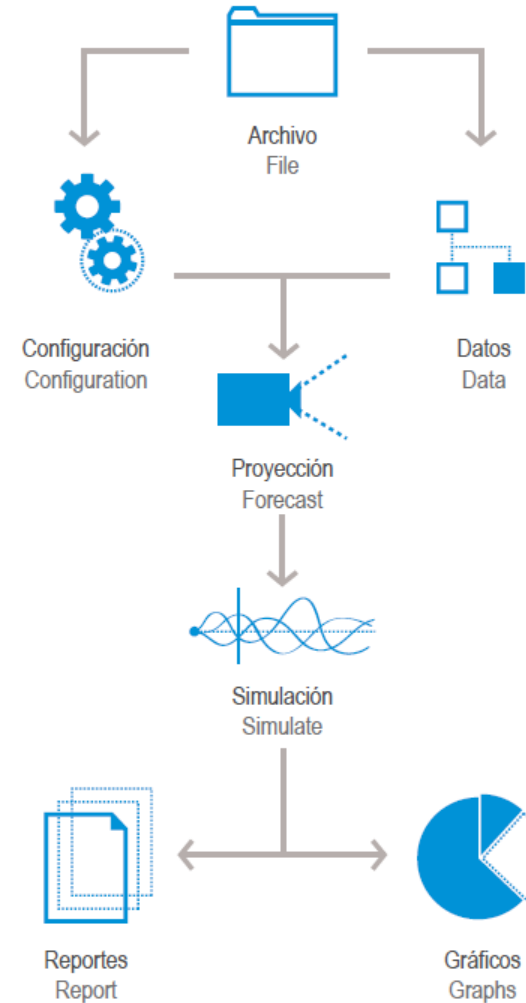 Archivo
File
Configuración
Configuration
Datos
Data
Proyección
Forecast
Simulación
Simulate
Reportes
Report
Gráficos
Graphs